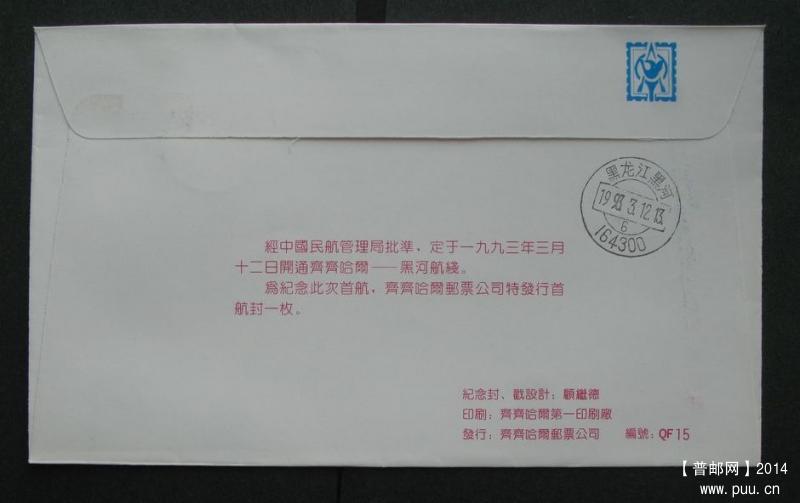 黑龙江黑河
1993.3.12.13
6
164300
經中國民航管理局批準，定于一九九三年三月
十二日開通齊齊哈爾——黑河航綫。
爲紀念此次首航，齊齊哈爾郵票公司特發行首
航封一枚。
紀念封、戳設計：顧繼德
印刷：齊齊哈爾第一印刷廠
發行：齊齊哈爾郵票公司 編號：QF15
【普邮网】2014
www.puu.cn